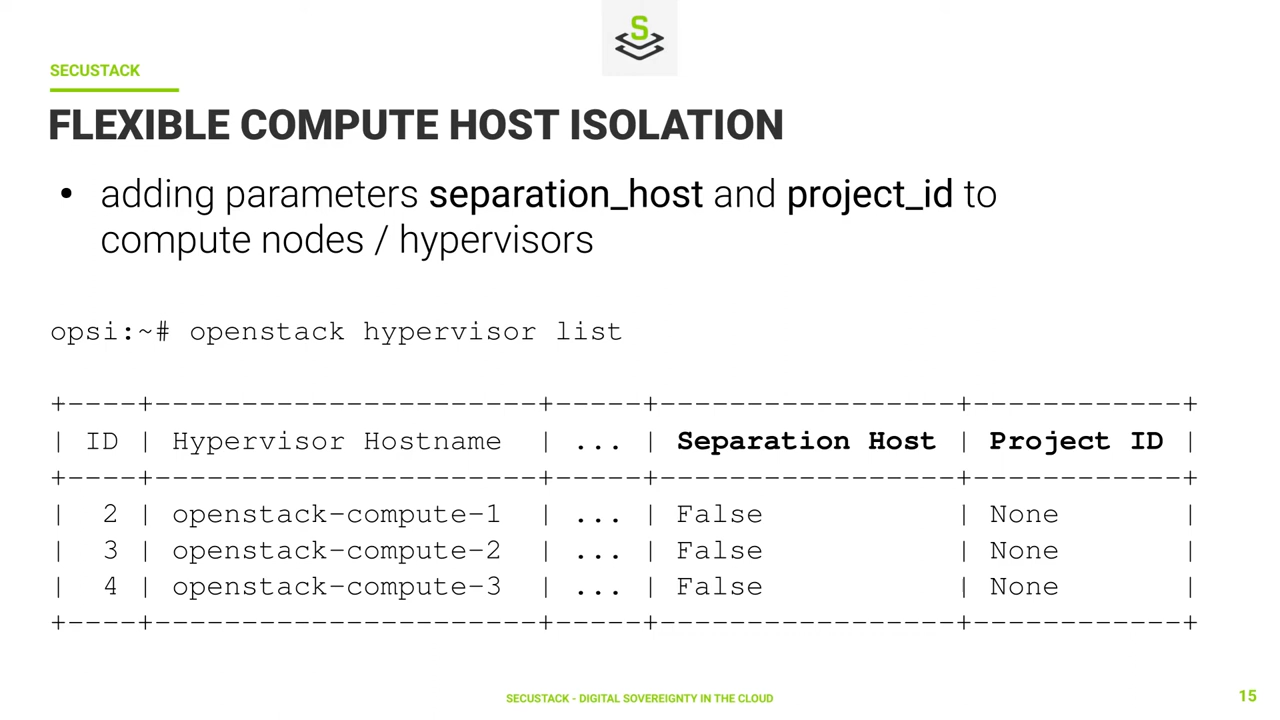 S
SECUSTACK
FLEXIBLE COMPUTE HOST ISOLATION
• adding parameters separation_host and project_id to
compute nodes / hypervisors
opsi:~# openstack hypervisor list
+----+----------------------+-----+-----------------+------------+
| ID | Hypervisor Hostname  | ... | Separation Host | Project ID |
+----+----------------------+-----+-----------------+------------+
|  2 | openstack-compute-1  | ... | False           | None       |
|  3 | openstack-compute-2  | ... | False           | None       |
|  4 | openstack-compute-3  | ... | False           | None       |
+----+----------------------+-----+-----------------+------------+
SECUSTACK - DIGITAL SOVEREIGNTY IN THE CLOUD
15